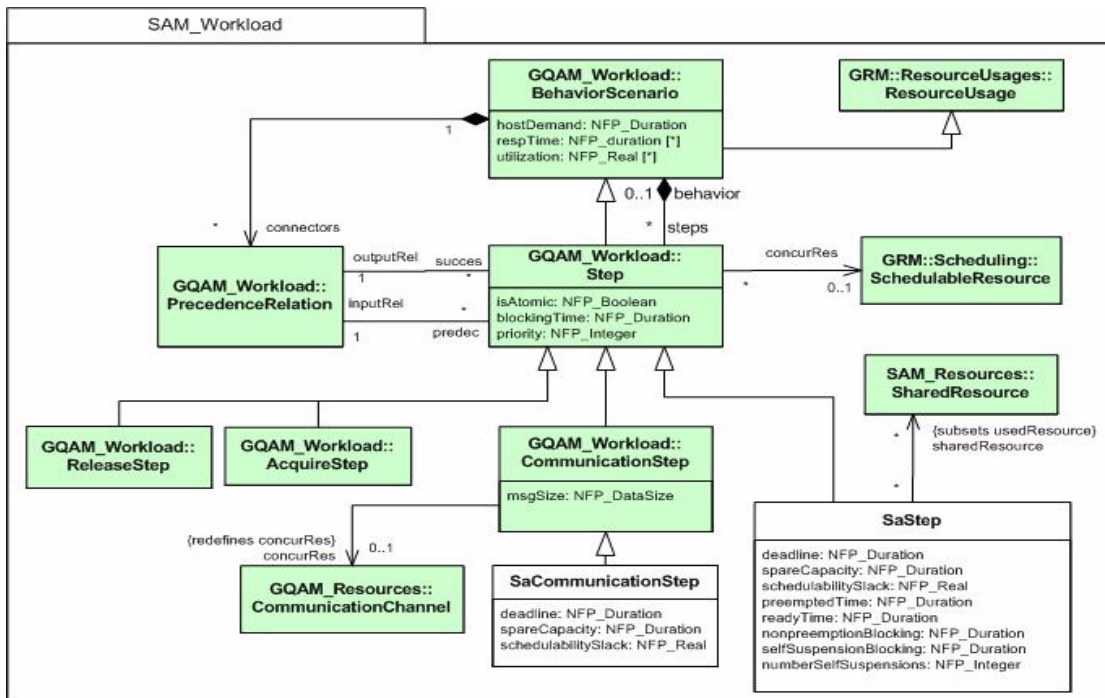 SAM_Workload
GQAM_Workload::
BehaviorScenario
hostDemand: NFP_Duration
respTime: NFP_duration [*]
utilization: NFP_Real [*]
GRM::ResourceUsages::
ResourceUsage
1
0..1
behavior
*
steps
*
connectors
GQAM_Workload::
PrecedenceRelation
outputRel
succes
1
*
inputRel
*
1
predec
GQAM_Workload::
Step
isAtomic: NFP_Boolean
blockingTime: NFP_Duration
priority: NFP_Integer
concurRes
*
0..1
GRM::Scheduling::
SchedulableResource
SAM_Resources::
SharedResource
*
{subsets usedResource}
sharedResource
*
GQAM_Workload::
ReleaseStep
GQAM_Workload::
AcquireStep
GQAM_Workload::
CommunicationStep
msgSize: NFP_DataSize
{redefines concurRes}
concurRes
0..1
GQAM_Resources::
CommunicationChannel
SaCommunicationStep
deadline: NFP_Duration
spareCapacity: NFP_Duration
schedulabilitySlack: NFP_Real
SaStep
deadline: NFP_Duration
spareCapacity: NFP_Duration
schedulabilitySlack: NFP_Real
preemptedTime: NFP_Duration
readyTime: NFP_Duration
nonpreemptionBlocking: NFP_Duration
selfSuspensionBlocking: NFP_Duration
numberSelfSuspensions: NFP_Integer